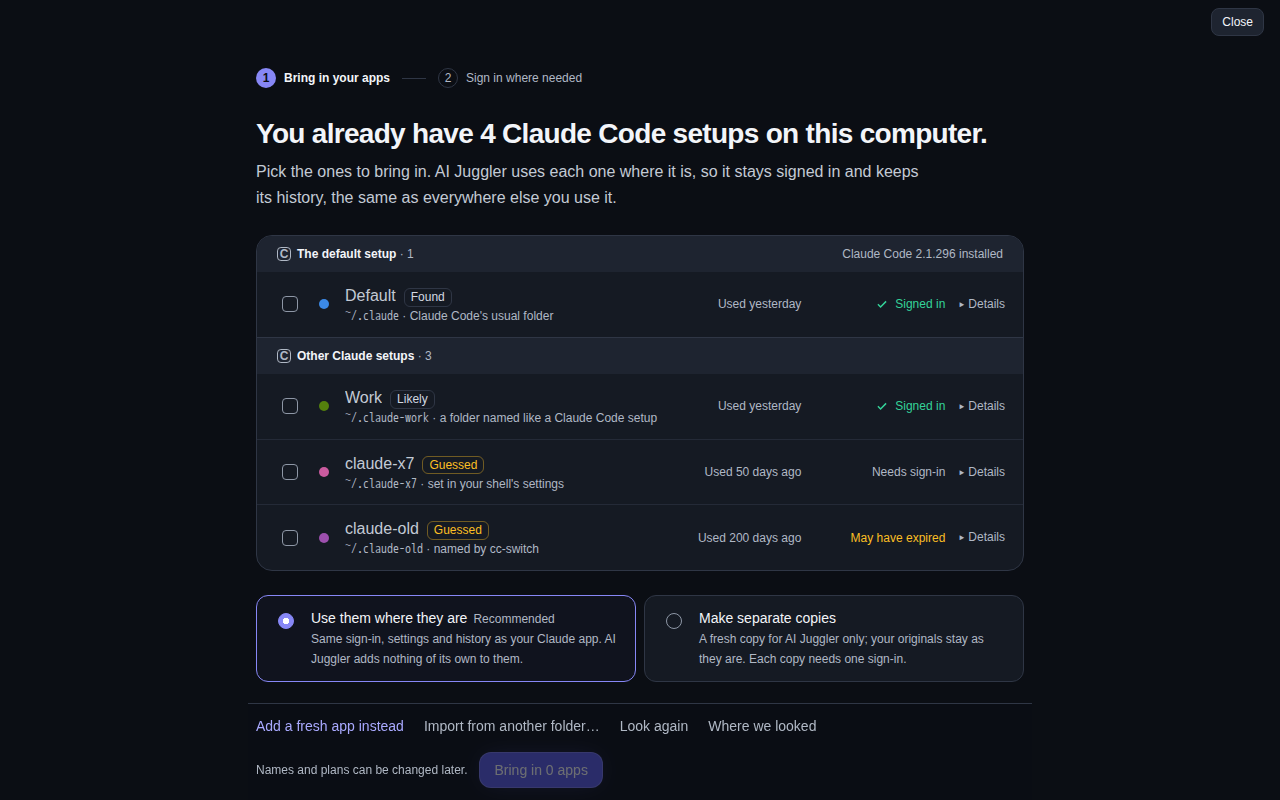 Close
1 Bring in your apps 2 Sign in where needed
You already have 4 Claude Code setups on this computer.
Pick the ones to bring in. AI Juggler uses each one where it is, so it stays signed in and keeps
its history, the same as everywhere else you use it.
C The default setup · 1 Claude Code 2.1.296 installed
Default Found Used yesterday ✓ Signed in ▸ Details
~/.claude · Claude Code's usual folder
C Other Claude setups · 3
Work Likely Used yesterday ✓ Signed in ▸ Details
~/.claude-work · a folder named like a Claude Code setup
claude-x7 Guessed Used 50 days ago Needs sign-in ▸ Details
~/.claude-x7 · set in your shell's settings
claude-old Guessed Used 200 days ago May have expired ▸ Details
~/.claude-old · named by cc-switch
Use them where they are Recommended
Same sign-in, settings and history as your Claude app. AI
Juggler adds nothing of its own to them.
Make separate copies
A fresh copy for AI Juggler only; your originals stay as
they are. Each copy needs one sign-in.
Add a fresh app instead Import from another folder… Look again Where we looked
Names and plans can be changed later. Bring in 0 apps